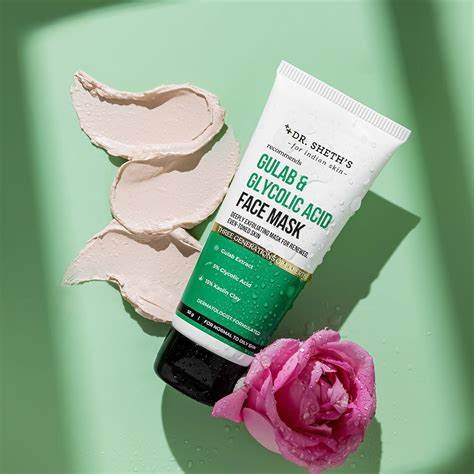 DR. SHETH'S
-for indian skin-
recommends
GULAB &
GLYCOLIC ACID
FACE MASK
DEEPLY EXFOLIATING MASK FOR RENEWED,
EVEN-TONED SKIN
THREE GENERATIONS OF
Gulab Extract
5% Glycolic Acid
15% Kaolin Clay
DERMATOLOGIST FORMULATED
50 g
FOR NORMAL TO OILY SKIN